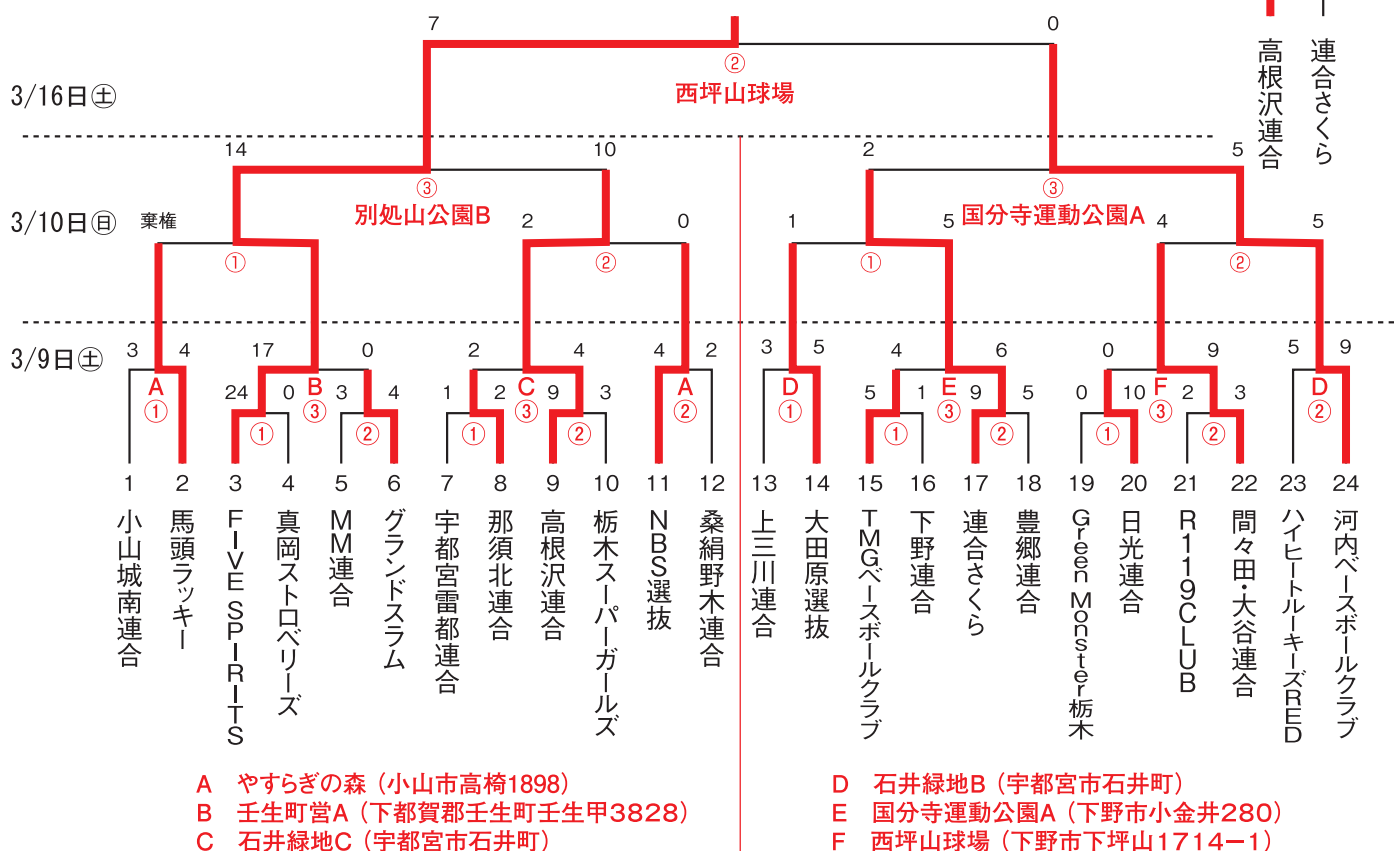 7
0
②
西坪山球場
高根沢連合
連合さくら
3/16日㊏
14
10
2
5
③
別処山公園B
③
国分寺運動公園A
3/10日㊐
棄権
2
0
1
5
4
5
①
②
①
②
3/9日㊏
3
4
17
0
2
4
4
2
3
5
4
6
0
9
5
9
A
B
C
A
D
E
F
D
①
③
③
②
①
③
③
②
24
0
3
4
1
2
9
3
5
1
9
5
0
10
2
3
①
②
①
②
①
②
①
②
1
2
3
4
5
6
7
8
9
10
11
12
13
14
15
16
17
18
19
20
21
22
23
24
小山城南連合
馬頭ラッキー
FIVE SPIRITS
真岡ストロベリーズ
MM連合
グランドスラム
宇都宮雷都連合
那須北連合
高根沢連合
栃木スーパーガールズ
NBS選抜
桑絹野木連合
上三川連合
大田原選抜
TMGベースボールクラブ
下野連合
連合さくら
豊郷連合
Green Monster栃木
日光連合
R119CLUB
間々田・大谷連合
ハイヒートルーキーズRED
河内ベースボールクラブ
A やすらぎの森（小山市高椅1898）
B 壬生町営A（下都賀郡壬生町壬生甲3828）
C 石井緑地C（宇都宮市石井町）
D 石井緑地B（宇都宮市石井町）
E 国分寺運動公園A（下野市小金井280）
F 西坪山球場（下野市下坪山1714－1）